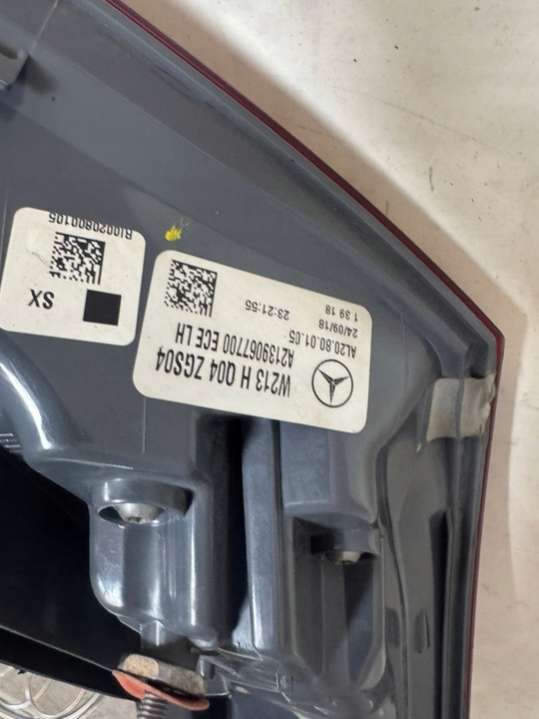 W213 H Q04 ZGS04
A2139067700 ECE LH
AL20.80.01.05
24/09/18
1 39 18
23:21:55
SX
BI0020800105